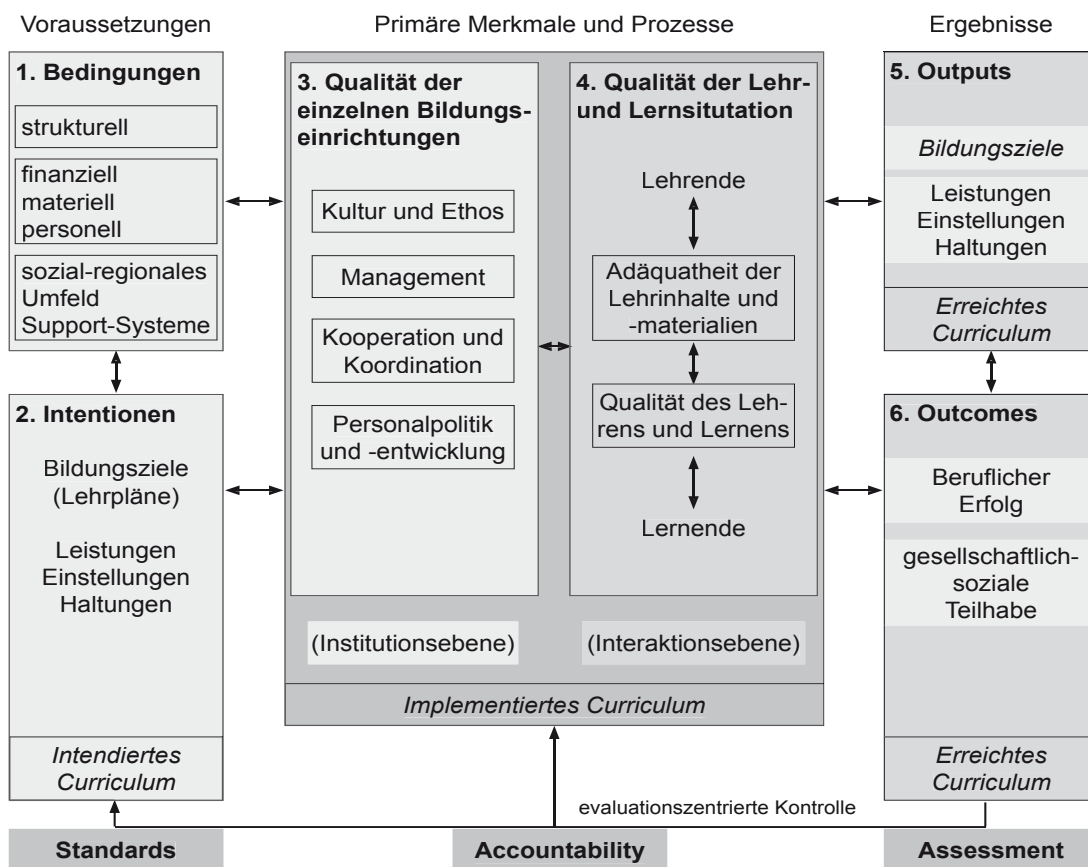 Voraussetzungen
1. Bedingungen
strukturell
finanziell
materiell
personell
sozial-regionales
Umfeld
Support-Systeme
2. Intentionen
Bildungsziele
(Lehrpläne)
Leistungen
Einstellungen
Haltungen
Intendiertes
Curriculum
Primäre Merkmale und Prozesse
3. Qualität der
einzelnen Bildungs-
einrichtungen
Kultur und Ethos
Management
Kooperation und
Koordination
Personalpolitik
und -entwicklung
(Institutionsebene)
4. Qualität der Lehr-
und Lernsitutation
Lehrende
Adäquatheit der
Lehrinhalte und
-materialien
Qualität des Leh-
rens und Lernens
Lernende
(Interaktionsebene)
Implementiertes Curriculum
Ergebnisse
5. Outputs
Bildungsziele
Leistungen
Einstellungen
Haltungen
Erreichtes
Curriculum
6. Outcomes
Beruflicher
Erfolg
gesellschaftlich-
soziale
Teilhabe
Erreichtes
Curriculum
evaluationszentrierte Kontrolle
Standards
Accountability
Assessment